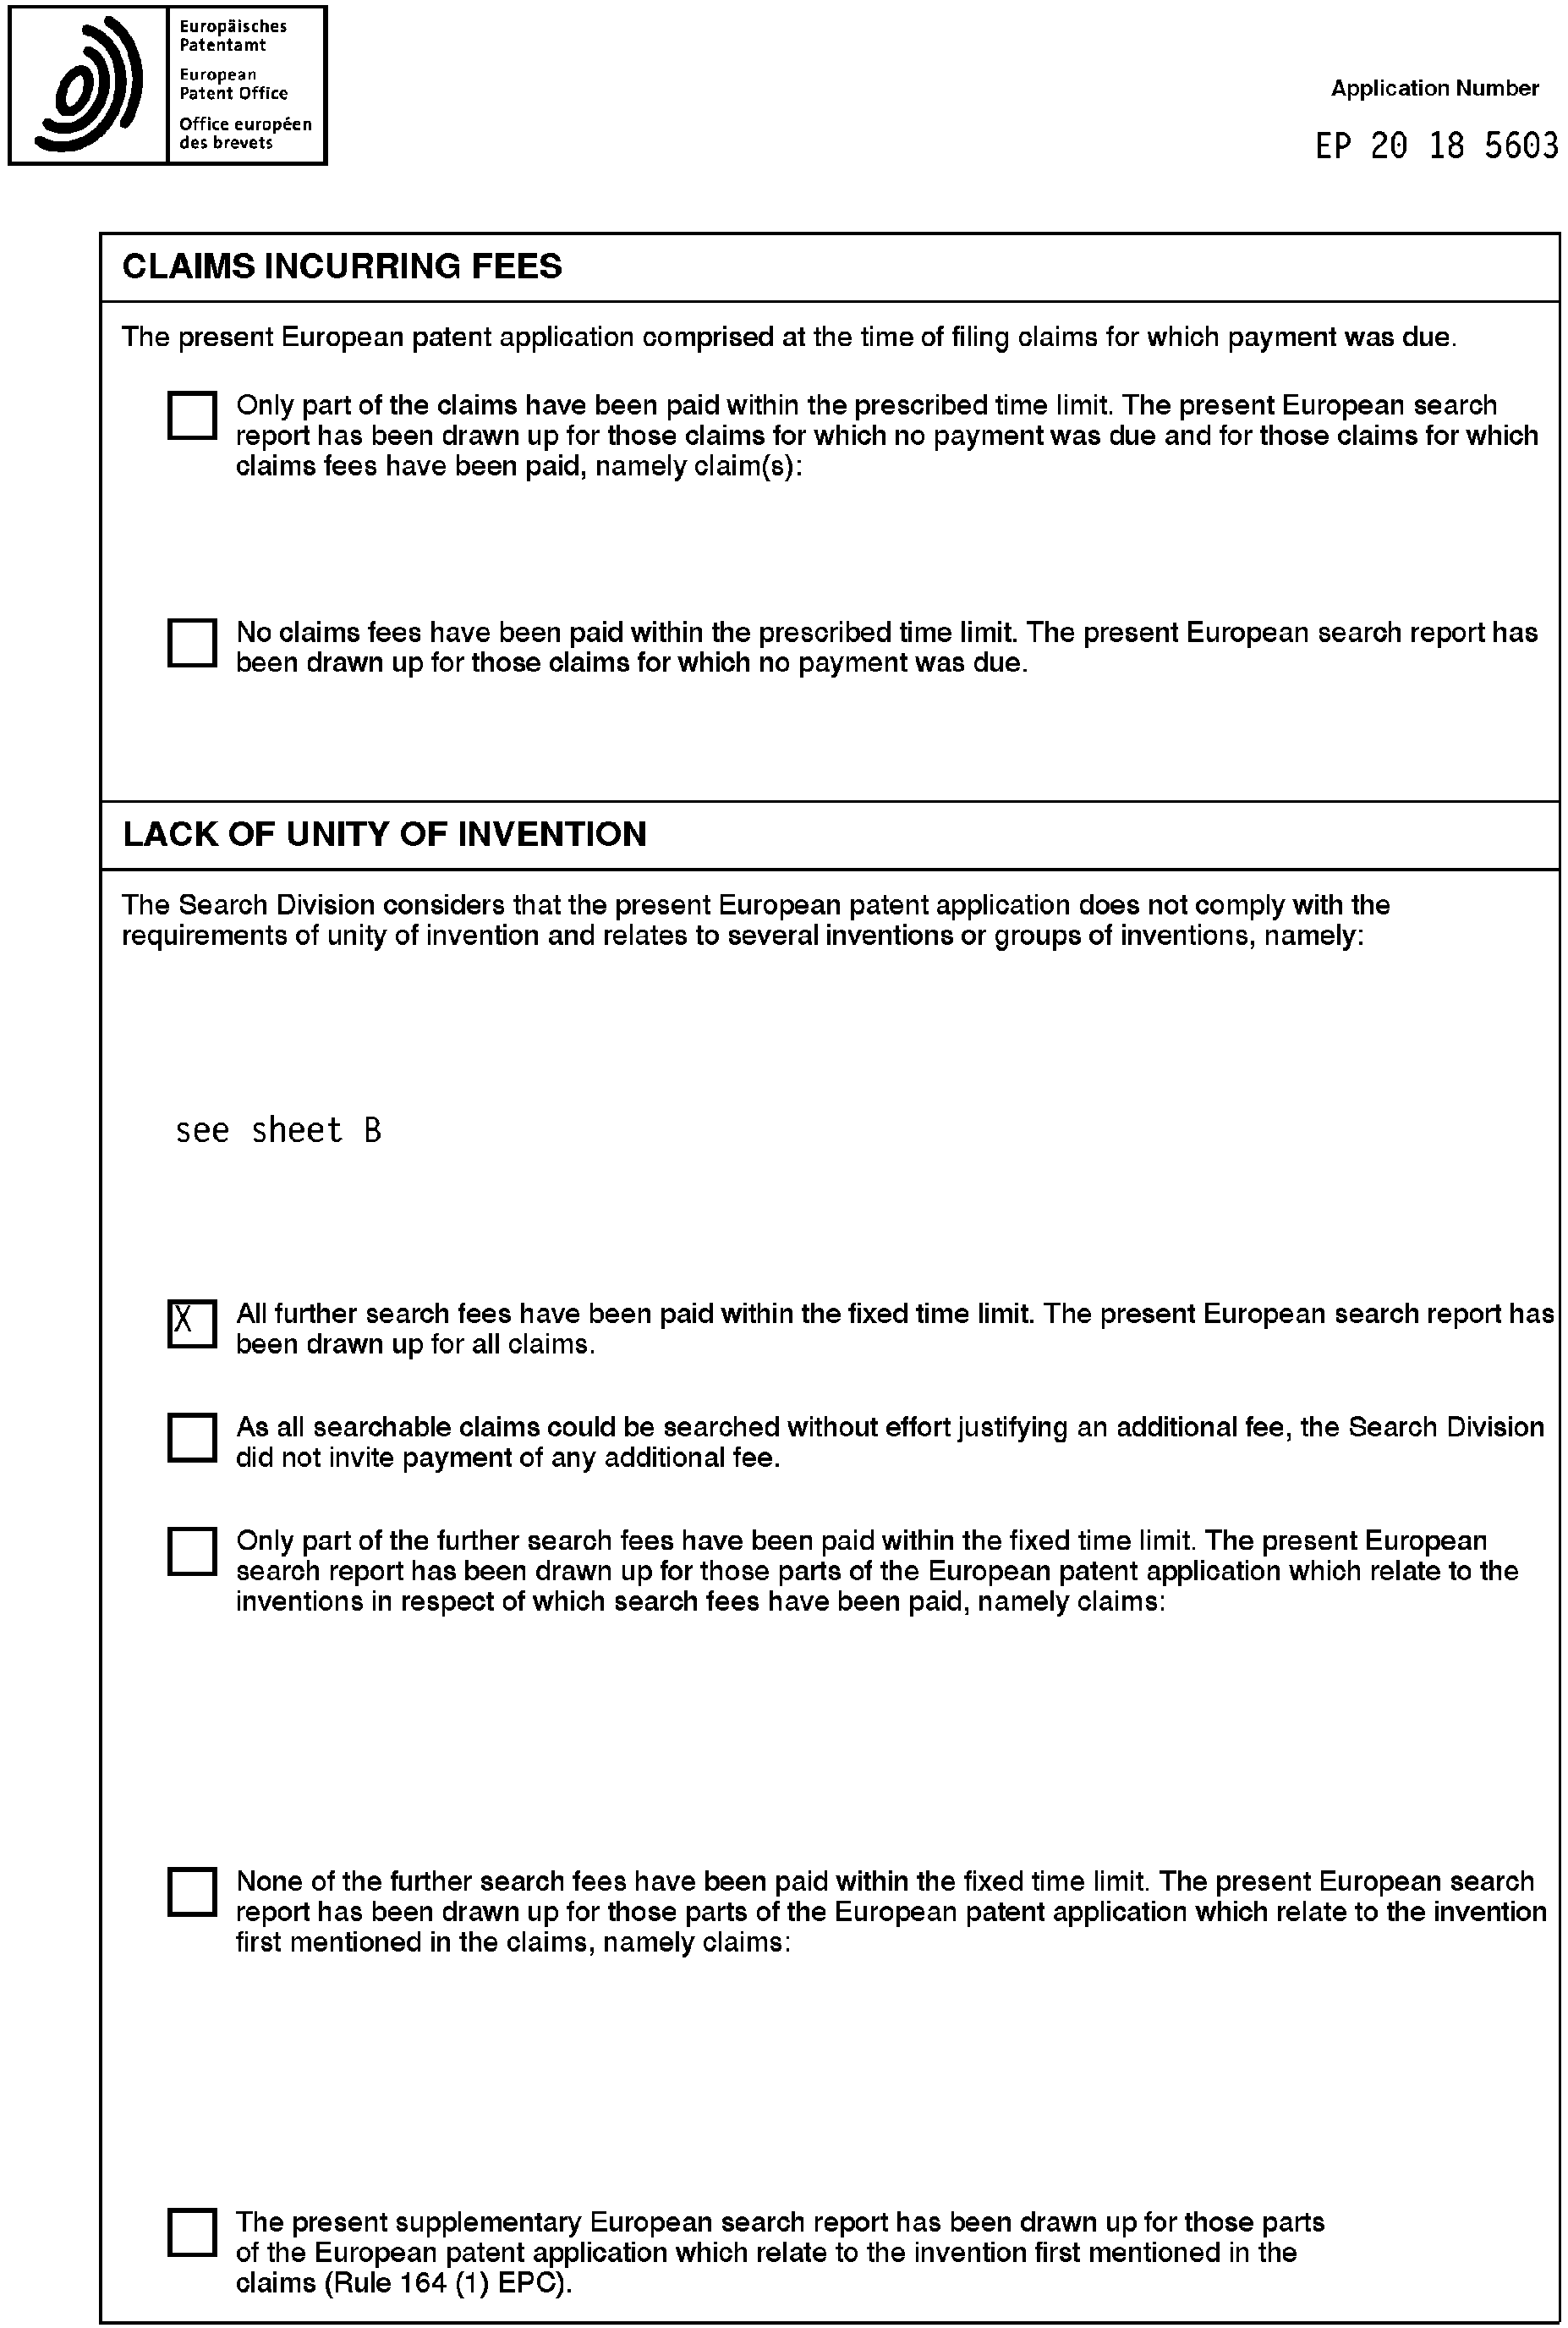 Europäisches
Patentamt
European
Patent Office
Office européen
des brevets
Application Number
EP 20 18 5603
CLAIMS INCURRING FEES
The present European patent application comprised at the time of filing claims for which payment was due.
Only part of the claims have been paid within the prescribed time limit. The present European search
report has been drawn up for those claims for which no payment was due and for those claims for which
claims fees have been paid, namely claim(s):
No claims fees have been paid within the prescribed time limit. The present European search report has
been drawn up for those claims for which no payment was due.
LACK OF UNITY OF INVENTION
The Search Division considers that the present European patent application does not comply with the
requirements of unity of invention and relates to several inventions or groups of inventions, namely:
see sheet B
X All further search fees have been paid within the fixed time limit. The present European search report has
been drawn up for all claims.
As all searchable claims could be searched without effort justifying an additional fee, the Search Division
did not invite payment of any additional fee.
Only part of the further search fees have been paid within the fixed time limit. The present European
search report has been drawn up for those parts of the European patent application which relate to the
inventions in respect of which search fees have been paid, namely claims:
None of the further search fees have been paid within the fixed time limit. The present European search
report has been drawn up for those parts of the European patent application which relate to the invention
first mentioned in the claims, namely claims:
The present supplementary European search report has been drawn up for those parts
of the European patent application which relate to the invention first mentioned in the
claims (Rule 164 (1) EPC).